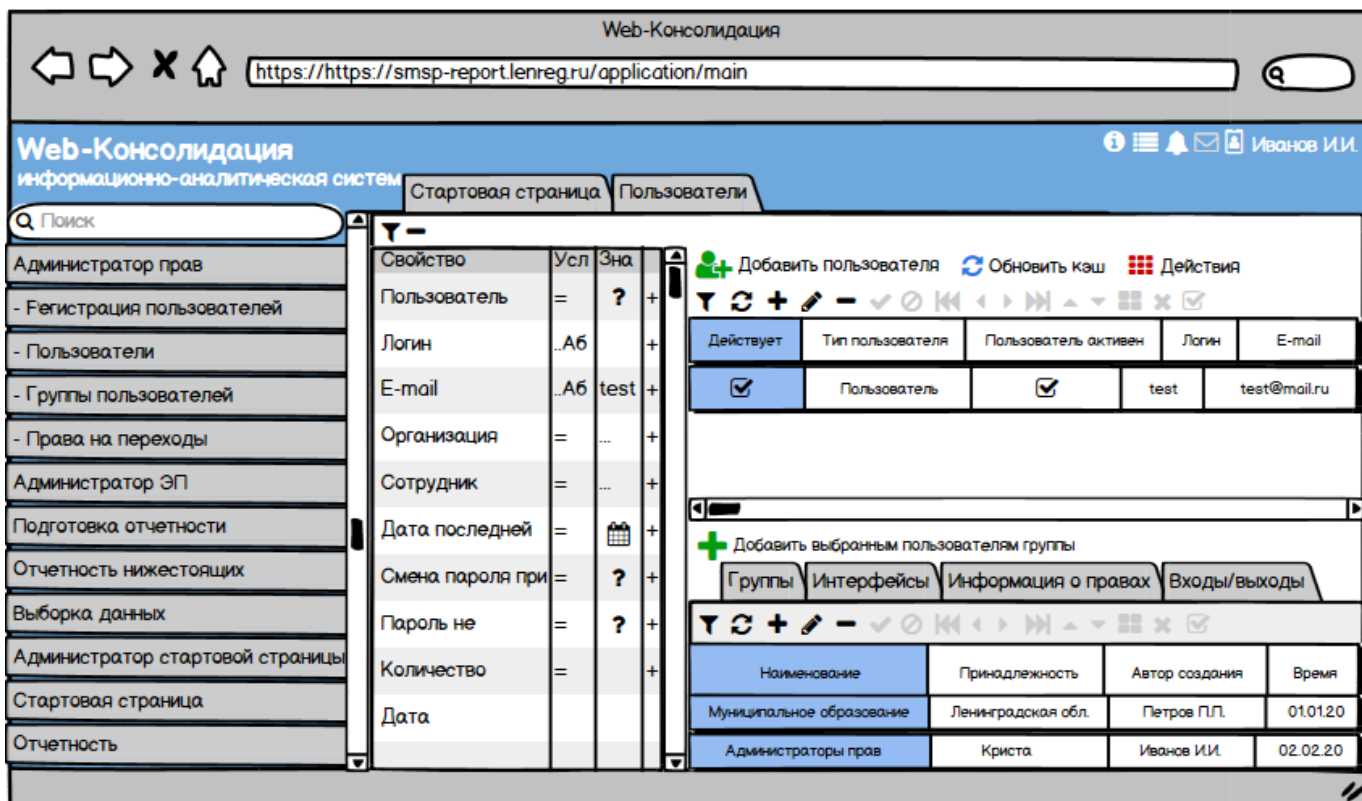 Web-Консолидация
https://https://smsp-report.lenreg.ru/application/main
Web-Консолидация
информационно-аналитическая систем
Иванов И.И.
Стартовая страница
Пользователи
Поиск
Администратор прав
- Регистрация пользователей
- Пользователи
- Группы пользователей
- Права на переходы
Администратор ЭП
Подготовка отчетности
Отчетность нижестоящих
Выборка данных
Администратор стартовой страницы
Стартовая страница
Отчетность
Свойство Усл Зна
Пользователь = ? +
Логин ..Аб +
E-mail ..Аб test +
Организация = ... +
Сотрудник = ... +
Дата последней = +
Смена пароля при = ? +
Пароль не = ? +
Количество = +
Дата
Добавить пользователя Обновить кэш Действия
Действует Тип пользователя Пользователь активен Логин E-mail
Пользователь test test@mail.ru
Добавить выбранным пользователям группы
Группы Интерфейсы Информация о правах Входы/выходы
Наименование Принадлежность Автор создания Время
Муниципальное образование Ленинградская обл. Петров П.П. 01.01.20
Администраторы прав Криста Иванов И.И. 02.02.20